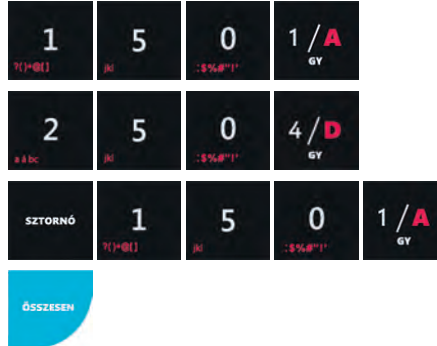 1 5 0 1/A
?()*@[] jkl :$%#"!' GY
2 5 0 4/D
a á b c jkl :$%#"!' GY
SZTORNÓ 1 5 0 1/A
?()*@[] jkl :$%#"!' GY
ÖSSZESEN